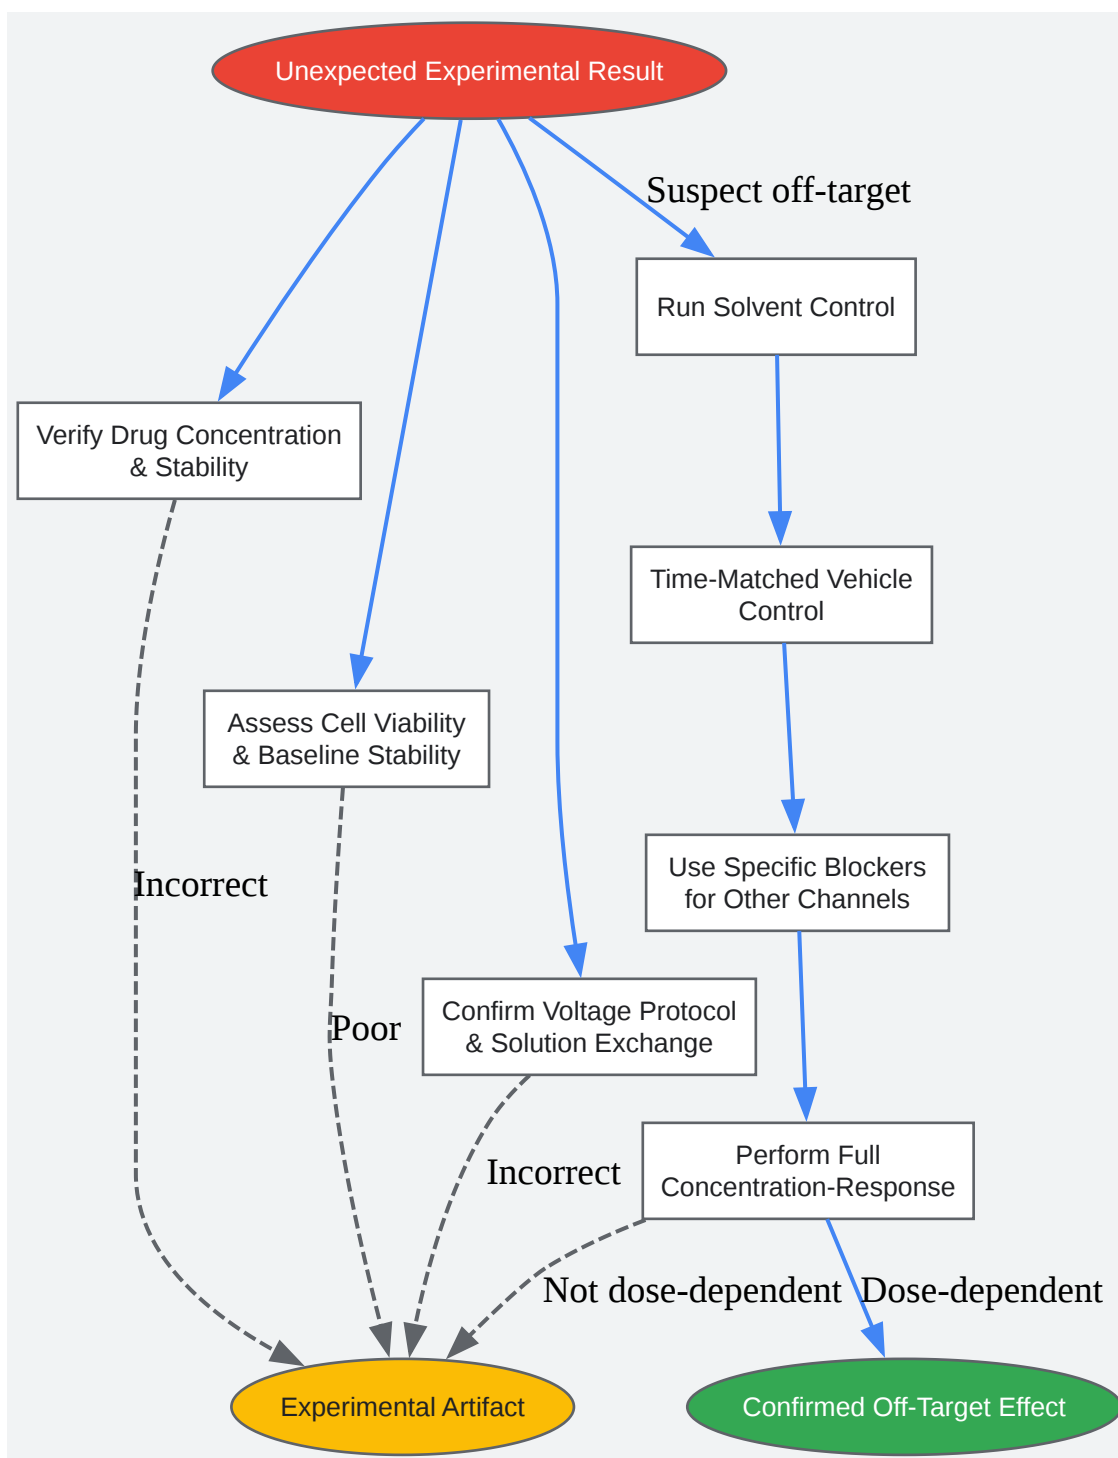 Unexpected Experimental Result
Suspect off-target
Run Solvent Control
Verify Drug Concentration
& Stability
Time-Matched Vehicle
Control
Assess Cell Viability
& Baseline Stability
Incorrect
Use Specific Blockers
for Other Channels
Poor
Confirm Voltage Protocol
& Solution Exchange
Incorrect
Perform Full
Concentration-Response
Not dose-dependent
Dose-dependent
Experimental Artifact
Confirmed Off-Target Effect